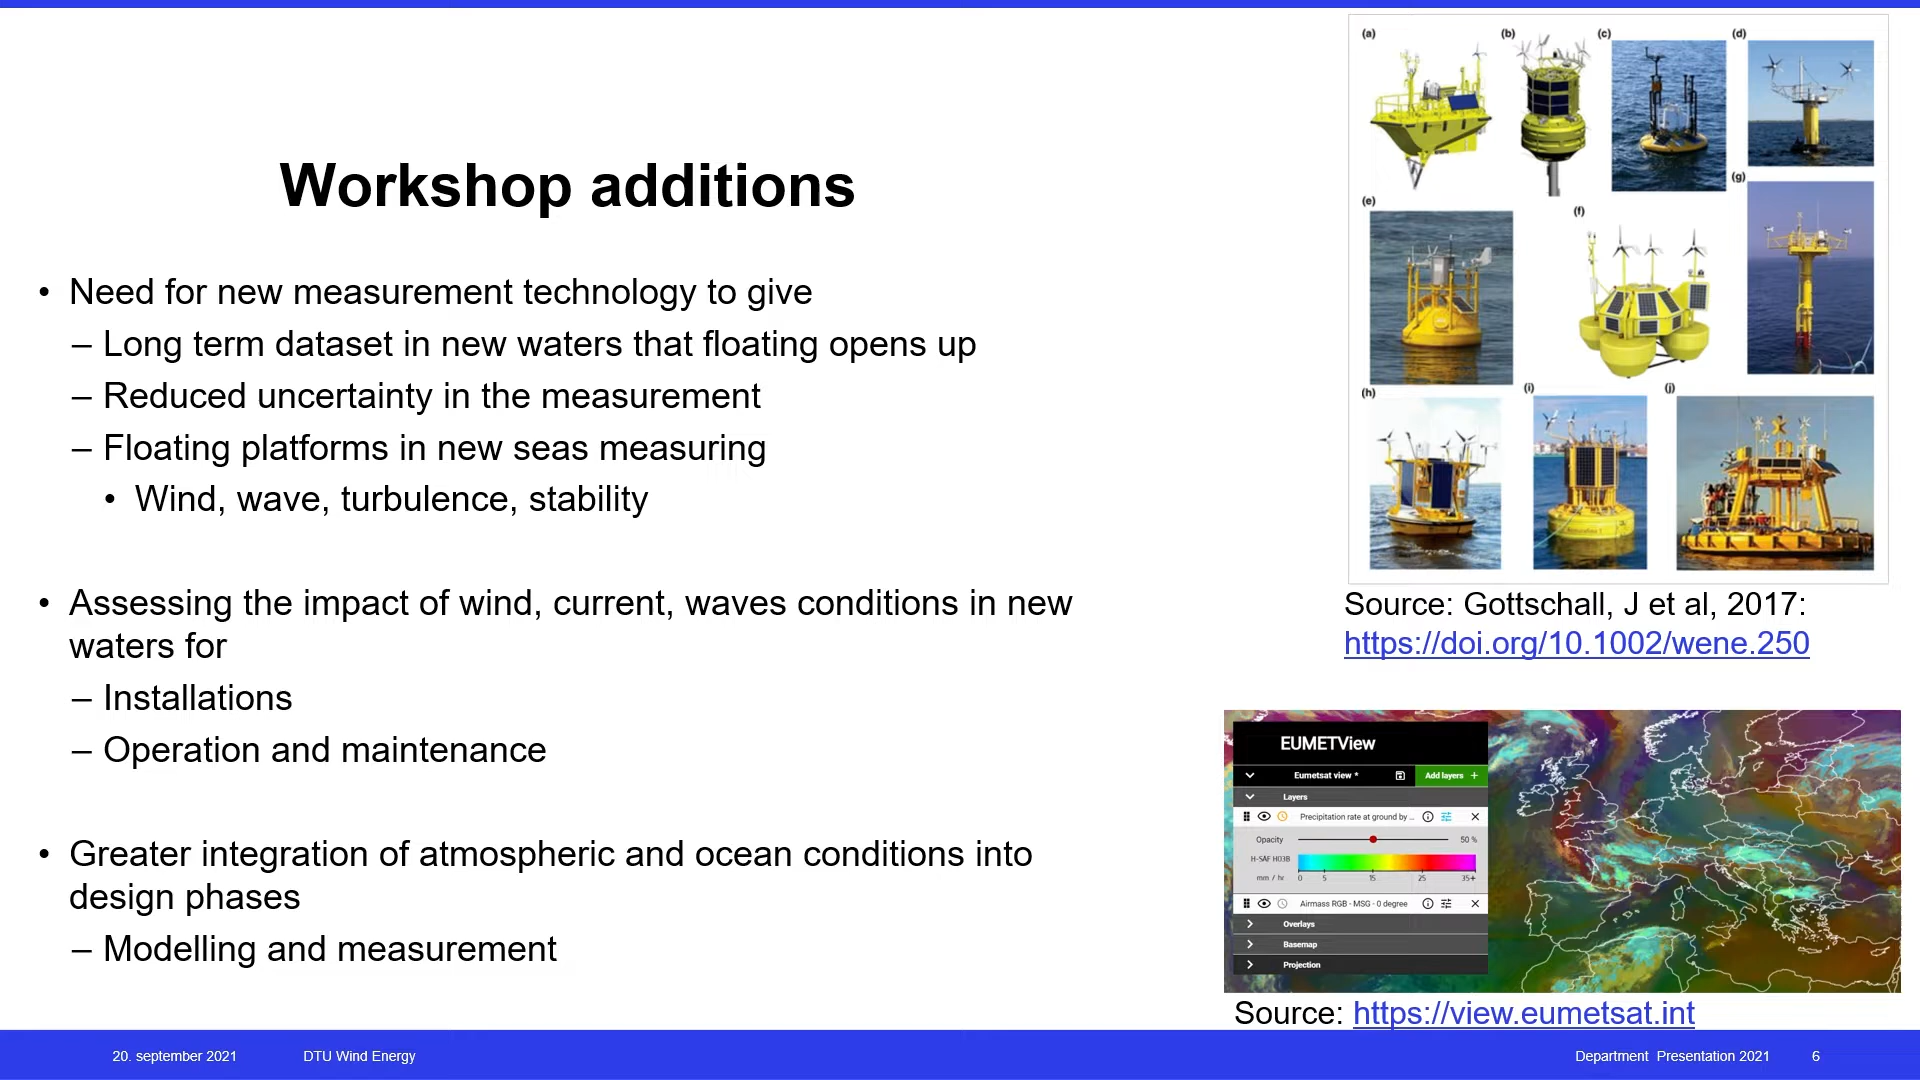 Workshop additions
• Need for new measurement technology to give
– Long term dataset in new waters that floating opens up
– Reduced uncertainty in the measurement
– Floating platforms in new seas measuring
• Wind, wave, turbulence, stability
• Assessing the impact of wind, current, waves conditions in new
waters for
– Installations
– Operation and maintenance
• Greater integration of atmospheric and ocean conditions into
design phases
– Modelling and measurement
(a)
(b)
(c)
(d)
(e)
(f)
(g)
(h)
(i)
(j)
Source: Gottschall, J et al, 2017:
https://doi.org/10.1002/wene.250
EUMETView
Eumetsat view *
Add layers +
Layers
Precipitation rate at ground by ...
Opacity
50 %
H-SAF H03B
mm / hr
0 5 15 25 35+
Airmass RGB - MSG - 0 degree
Overlays
Basemap
Projection
Source: https://view.eumetsat.int
20. september 2021
DTU Wind Energy
Department Presentation 2021
6